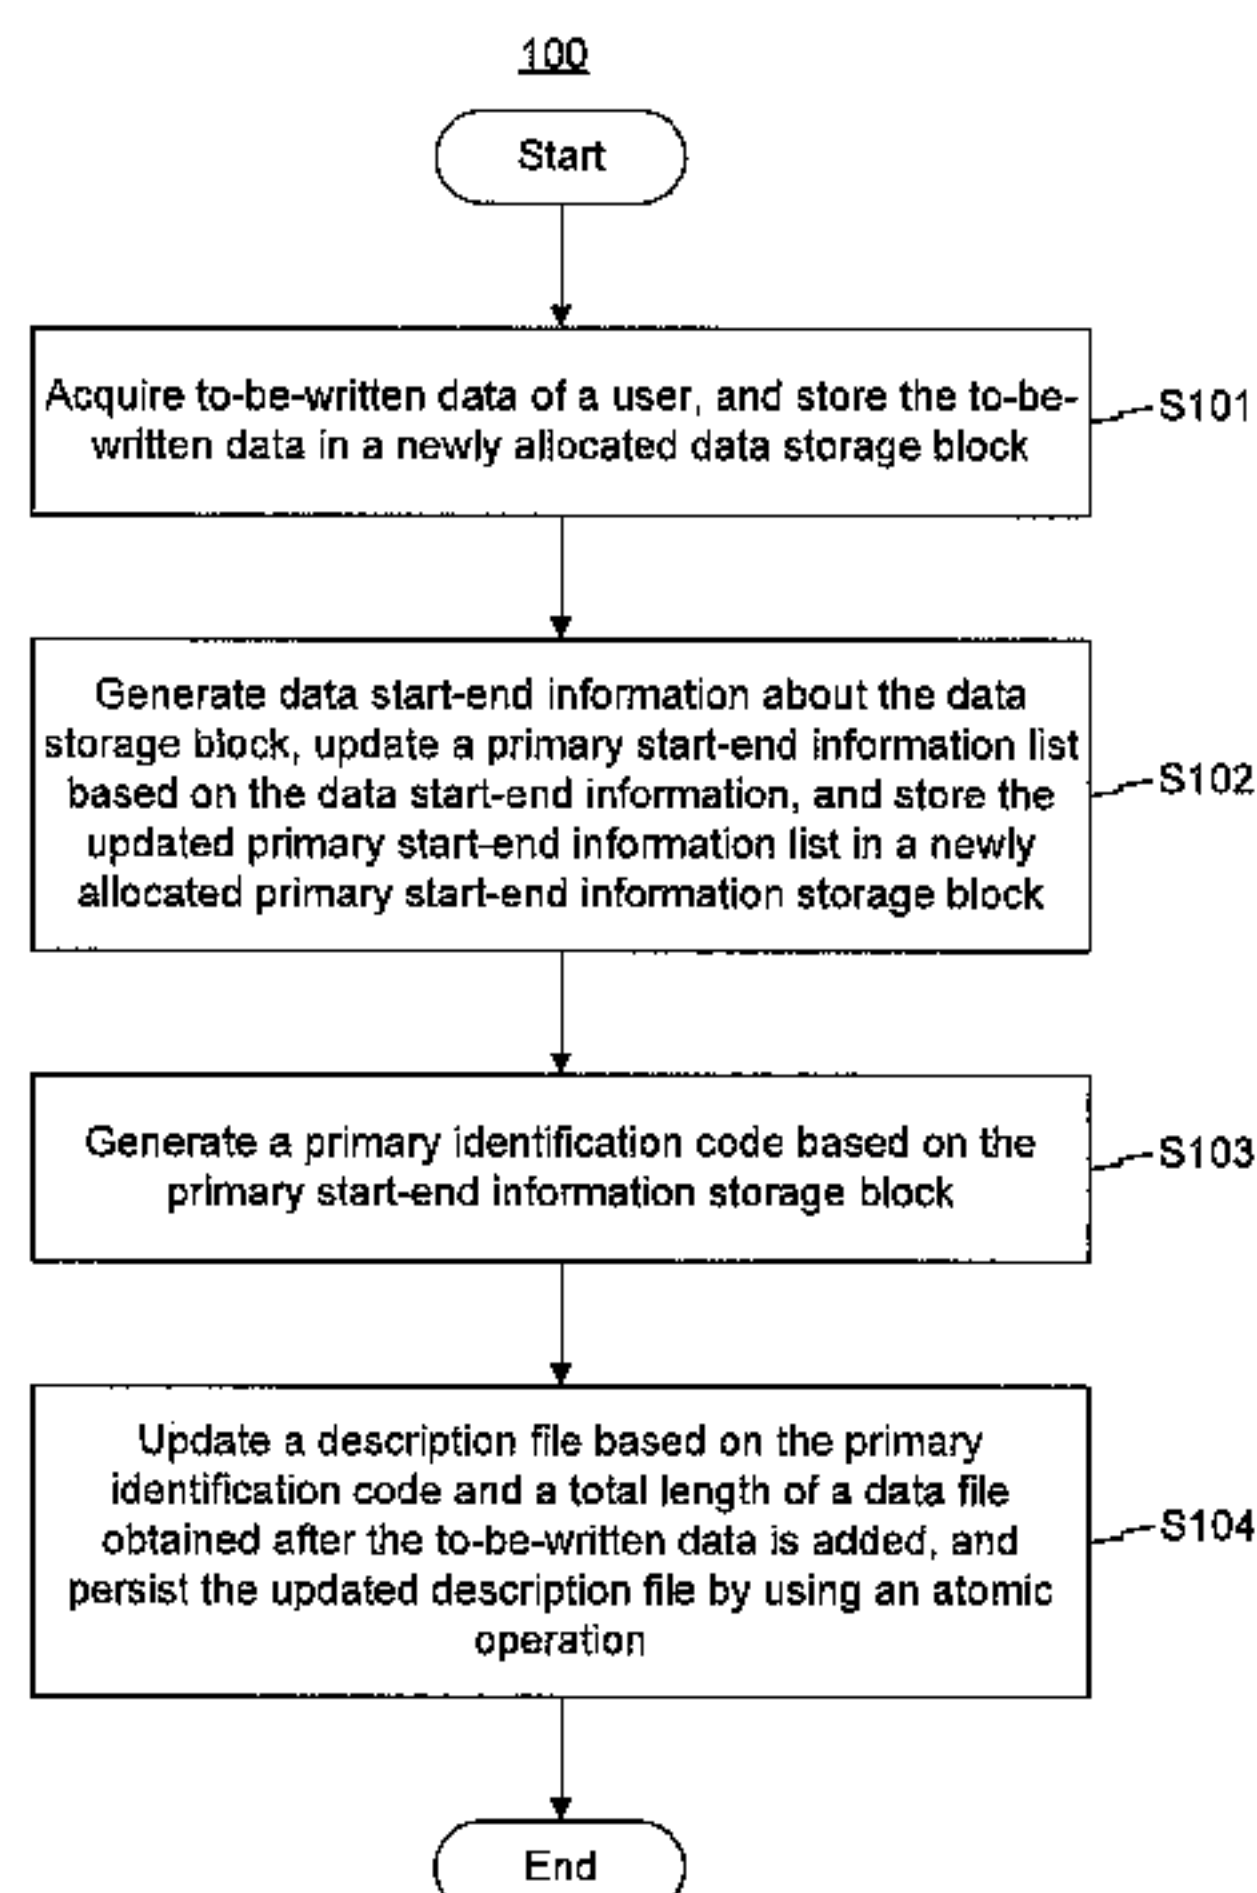 100
Start
Acquire to-be-written data of a user, and store the to-be-
written data in a newly allocated data storage block
S101
Generate data start-end information about the data
storage block, update a primary start-end information list
based on the data start-end information, and store the
updated primary start-end information list in a newly
allocated primary start-end information storage block
S102
Generate a primary identification code based on the
primary start-end information storage block
S103
Update a description file based on the primary
identification code and a total length of a data file
obtained after the to-be-written data is added, and
persist the updated description file by using an atomic
operation
S104
End